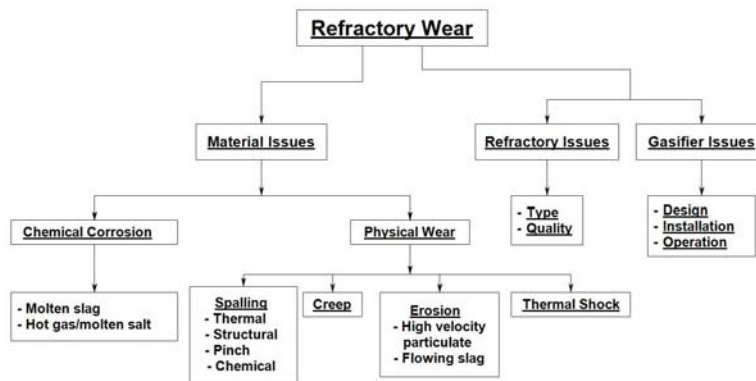 Refractory Wear
Material Issues
Refractory Issues
Gasifier Issues
- Type
- Quality
- Design
- Installation
- Operation
Chemical Corrosion
Physical Wear
- Molten slag
- Hot gas/molten salt
Spalling
- Thermal
- Structural
- Pinch
- Chemical
Creep
Erosion
- High velocity
particulate
- Flowing slag
Thermal Shock